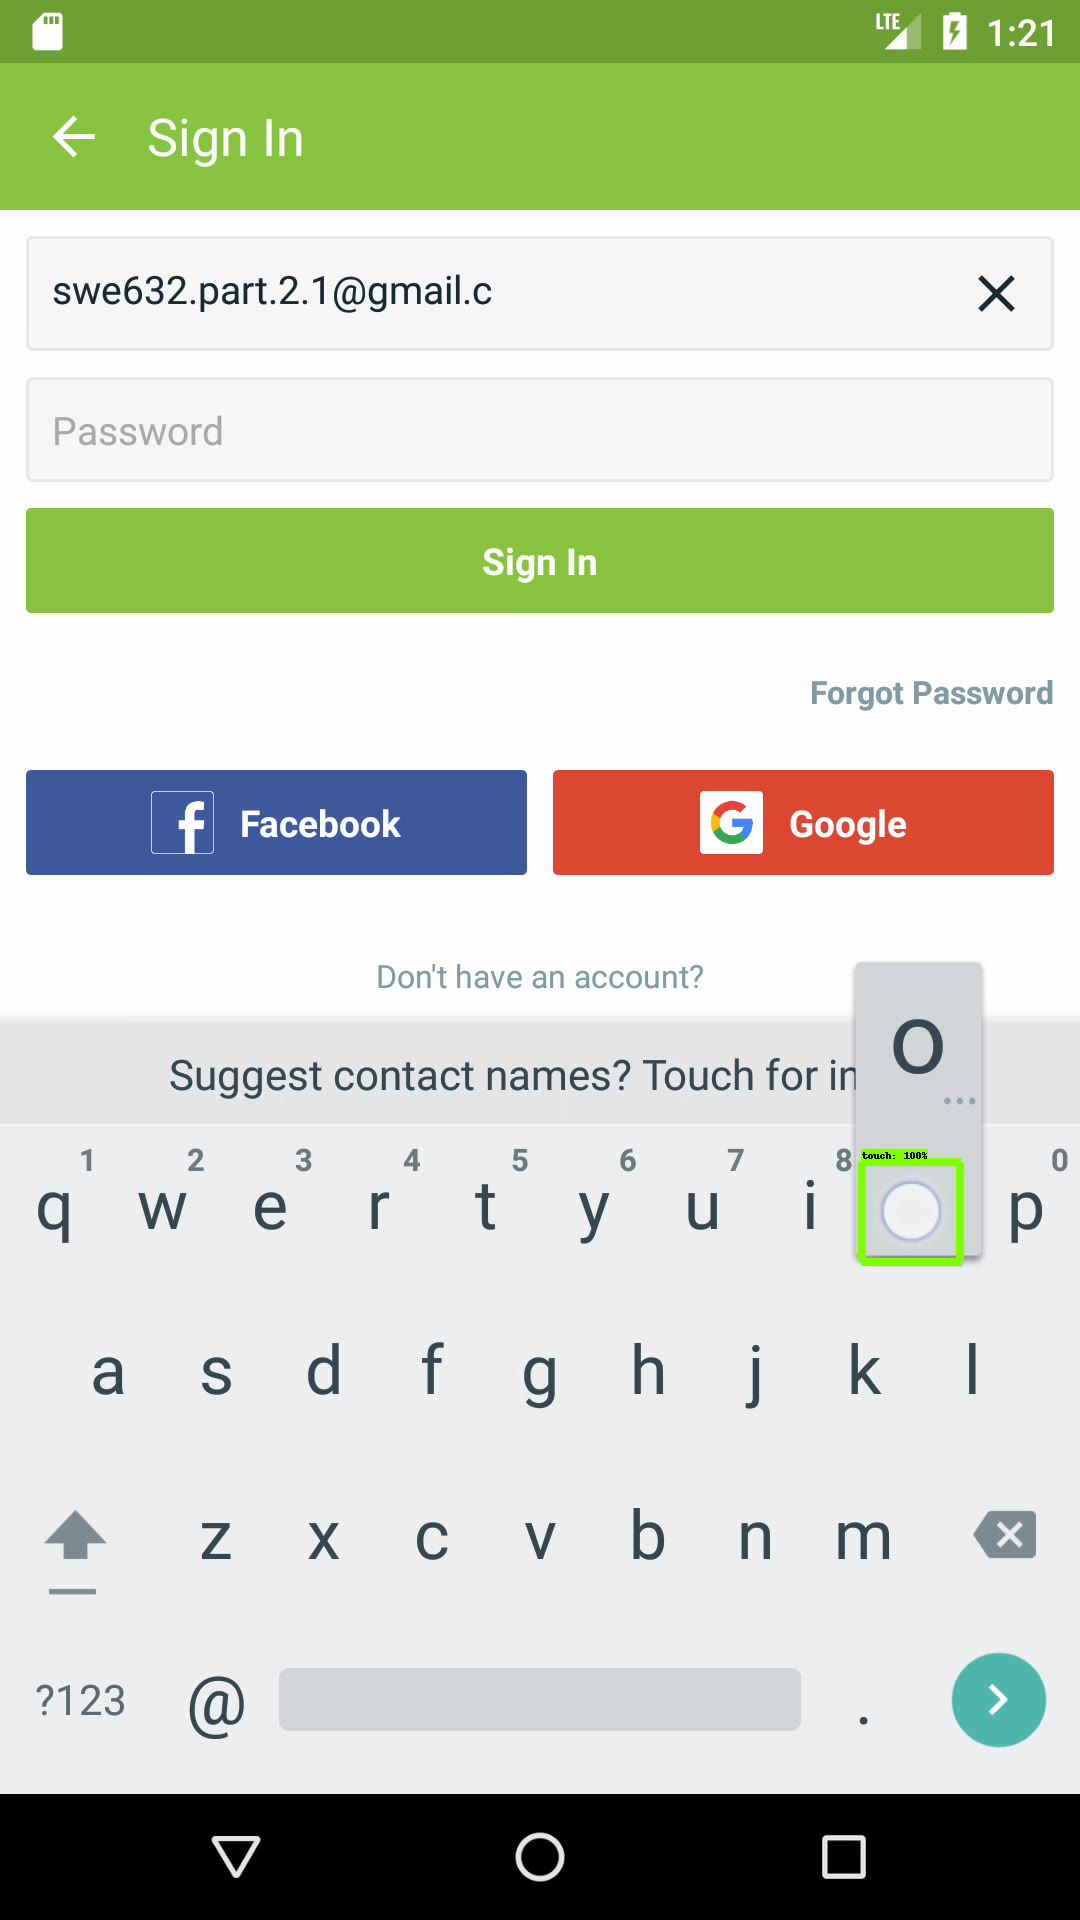 LTE 1:21
Sign In
swe632.part.2.1@gmail.c
Password
Sign In
Forgot Password
Facebook
Google
Don't have an account?
o
Suggest contact names? Touch for in
touch: 100%
1 2 3 4 5 6 7 8 0
q w e r t y u i p
a s d f g h j k l
z x c v b n m
?123 @ .